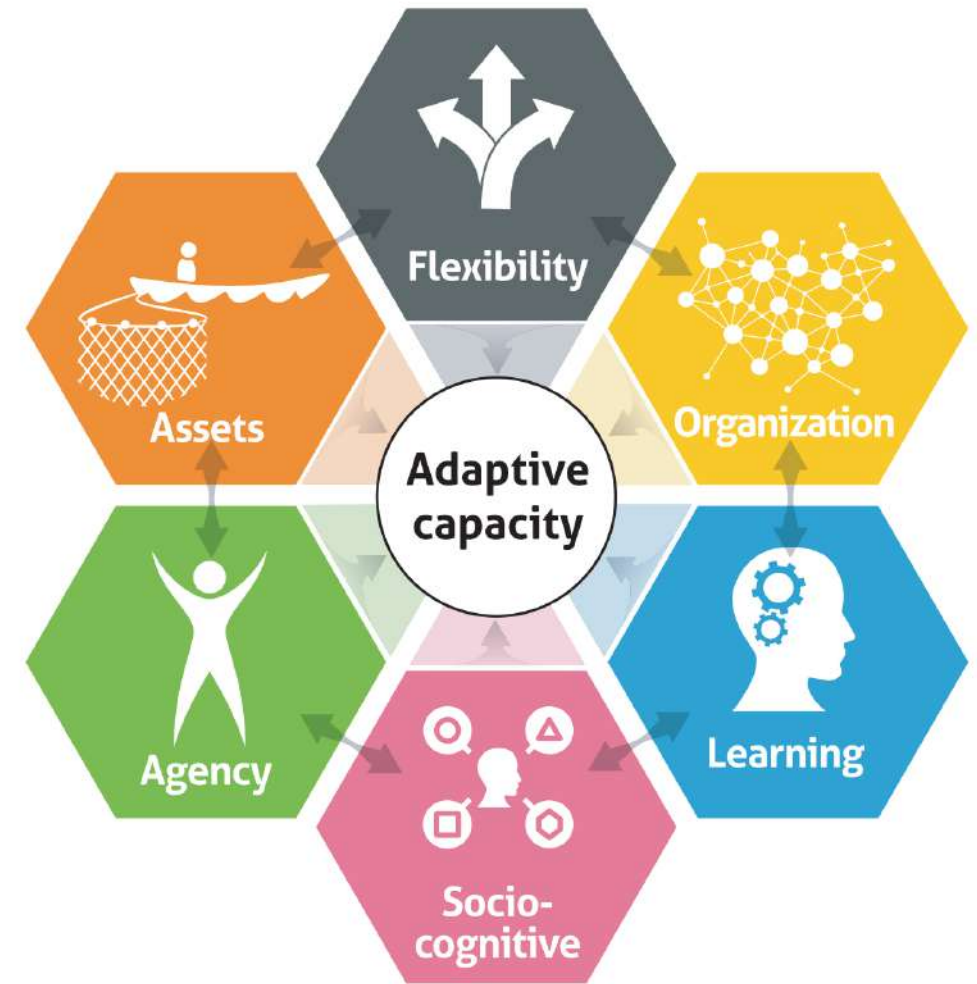 Flexibility
Assets
Organization
Adaptive
capacity
Agency
Learning
Socio-
cognitive